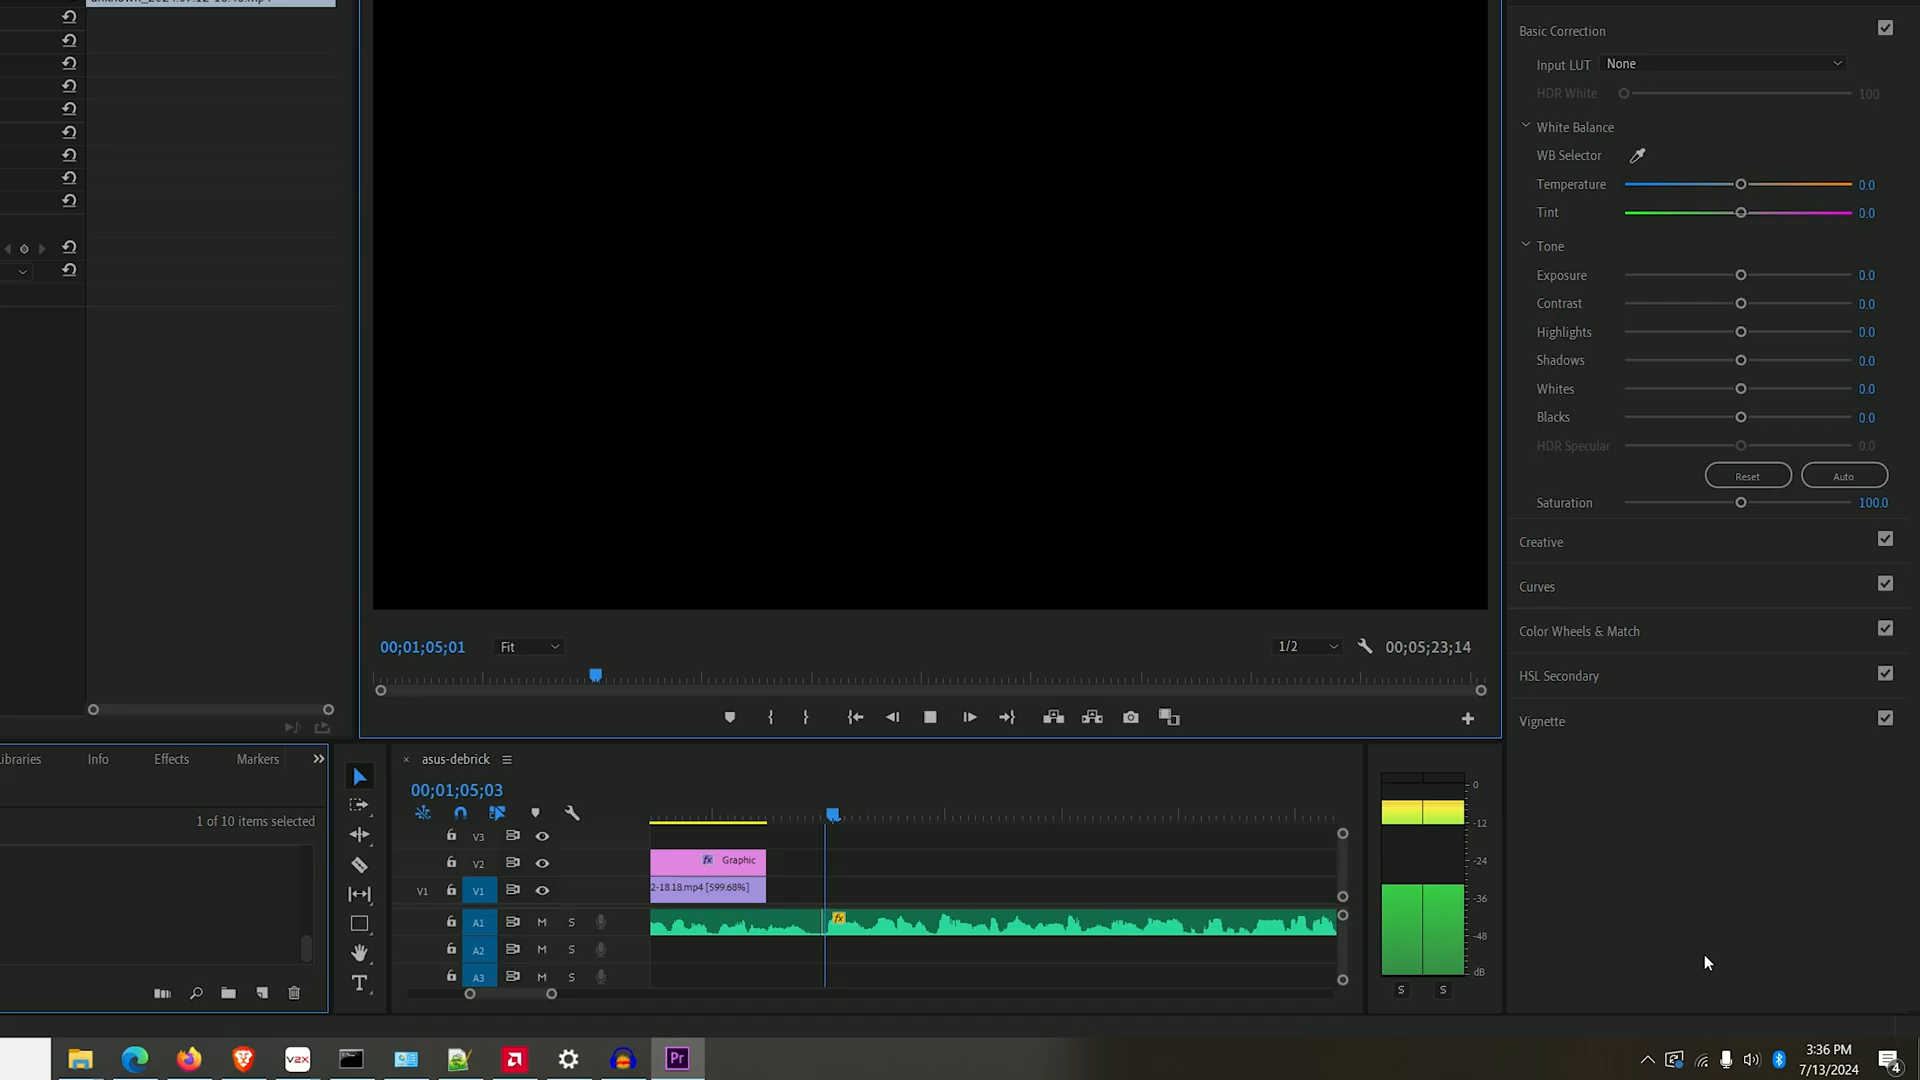 Basic Correction
Input LUT None
HDR White 100
White Balance
WB Selector
Temperature 0.0
Tint 0.0
Tone
Exposure 0.0
Contrast 0.0
Highlights 0.0
Shadows 0.0
Whites 0.0
Blacks 0.0
HDR Specular 0.0
Reset Auto
Saturation 100.0
Creative
Curves
Color Wheels & Match
HSL Secondary
Vignette
00;01;05;01 Fit 1/2 00;05;23;14
ibraries Info Effects Markers
1 of 10 items selected
asus-debrick
00;01;05;03
V3
V2 fx Graphic
V1 V1 2-18.18.mp4 [599.68%]
A1 M S fx
A2 M S
A3 M S
0
-12
-24
-36
-48
dB
S S
V2X
Pr
3:36 PM
7/13/2024
4